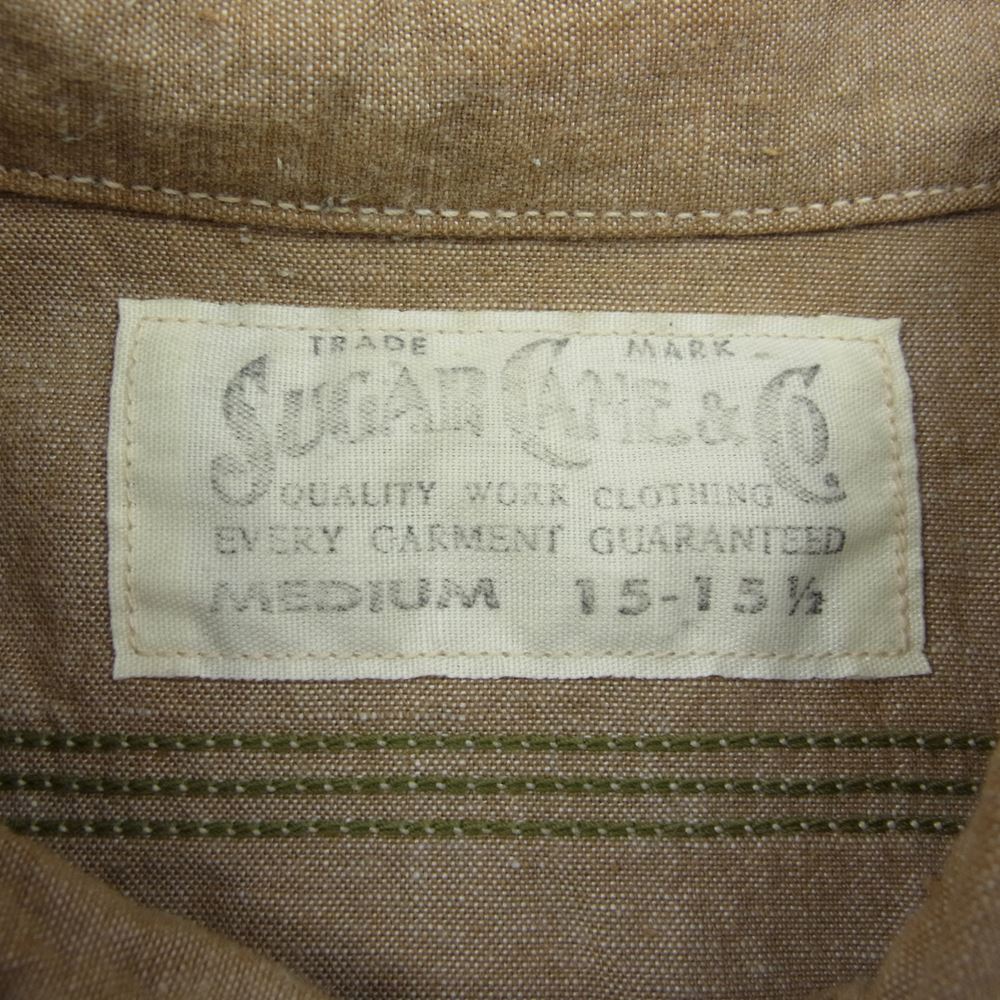 TRADE MARK
SUGAR CANE & Co.
QUALITY WORK CLOTHING
EVERY GARMENT GUARANTEED
MEDIUM 15-15½